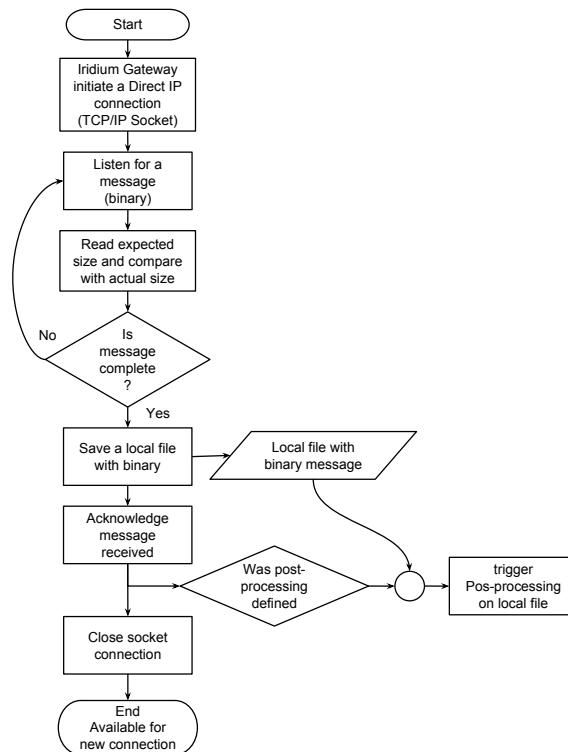 Start
Iridium Gateway
initiate a Direct IP
connection
(TCP/IP Socket)
Listen for a
message
(binary)
Read expected
size and compare
with actual size
No
Is
message
complete
?
Yes
Save a local file
with binary
Local file with
binary message
Acknowledge
message
received
Was post-
processing
defined
trigger
Pos-processing
on local file
Close socket
connection
End
Available for
new connection